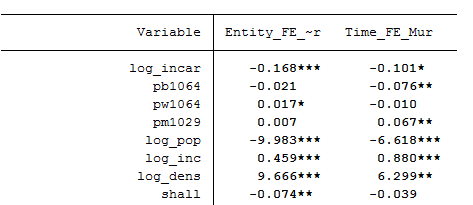 Variable Entity_FE_~r Time_FE_Mur
log_incar -0.168*** -0.101*
pb1064 -0.021 -0.076**
pw1064 0.017* -0.010
pm1029 0.007 0.067**
log_pop -9.983*** -6.618***
log_inc 0.459*** 0.880***
log_dens 9.666*** 6.299**
shall -0.074** -0.039